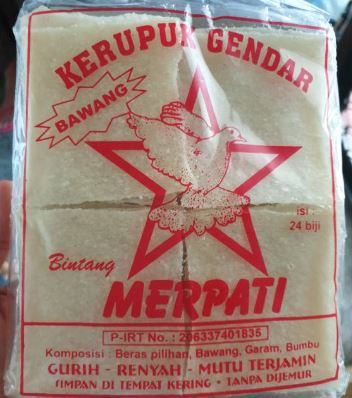 KERUPUK GENDAR
BAWANG
isi :
24 biji
Bintang
MERPATI
P-IRT No. : 206337401835
Komposisi : Beras pilihan, Bawang, Garam, Bumbu
GURIH - RENYAH - MUTU TERJAMIN
SIMPAN DI TEMPAT KERING - TANPA DIJEMUR